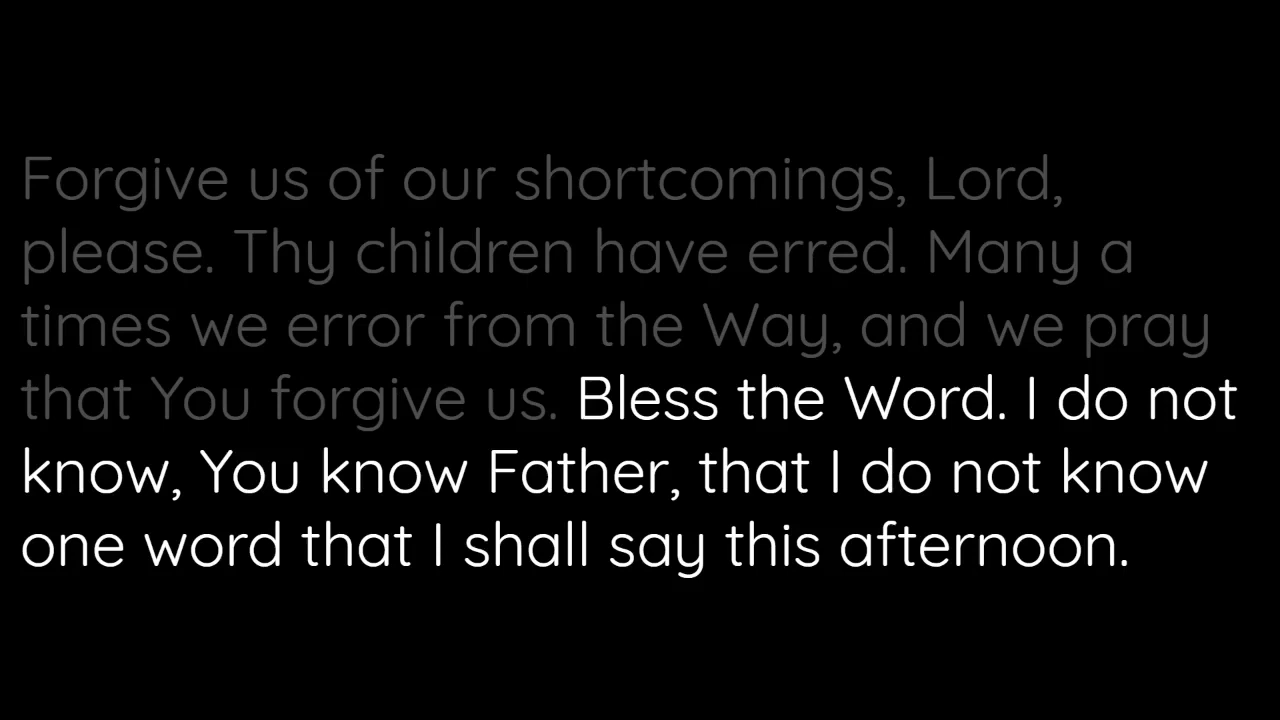 Forgive us of our shortcomings, Lord,
please. Thy children have erred. Many a
times we error from the Way, and we pray
that You forgive us. Bless the Word. I do not
know, You know Father, that I do not know
one word that I shall say this afternoon.